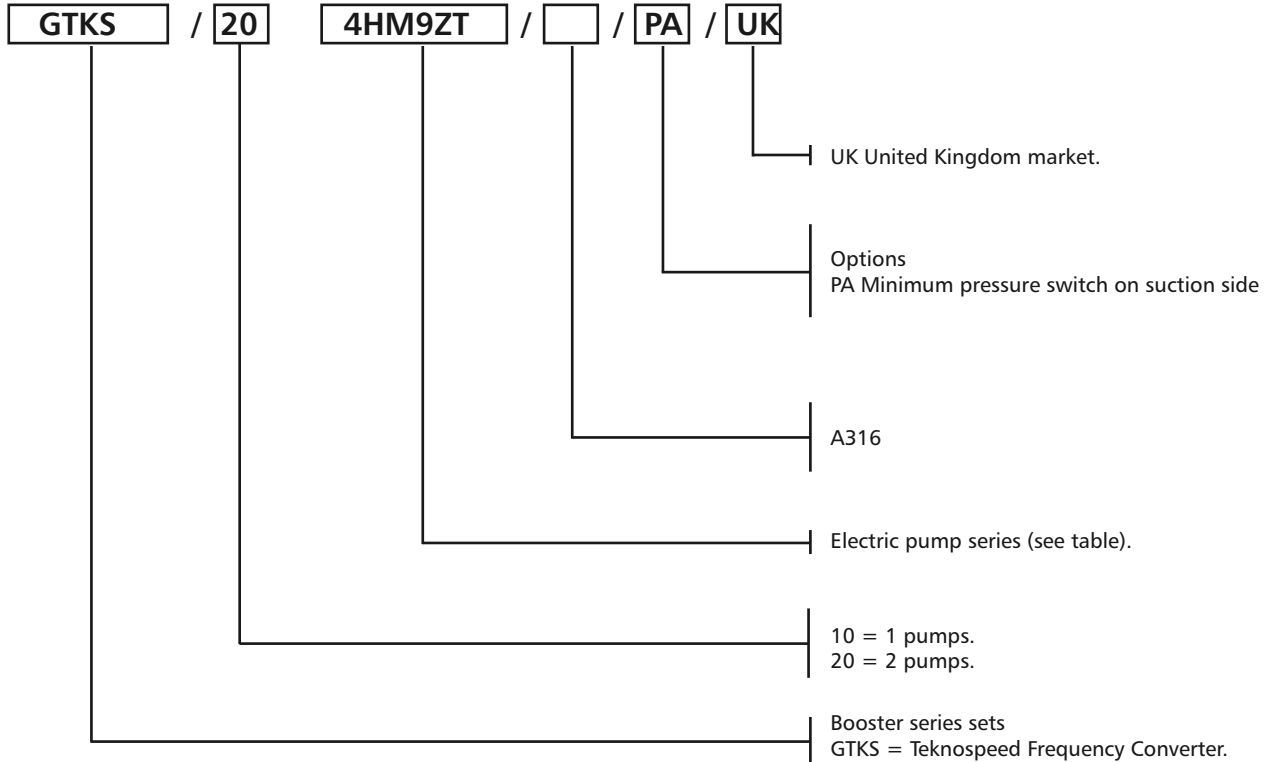 GTKS / 20 4HM9ZT / / PA / UK
UK United Kingdom market.
Options
PA Minimum pressure switch on suction side
A316
Electric pump series (see table).
10 = 1 pumps.
20 = 2 pumps.
Booster series sets
GTKS = Teknospeed Frequency Converter.